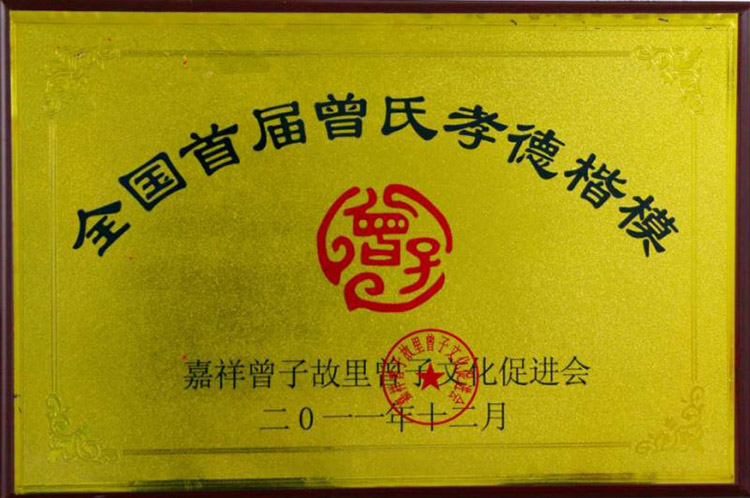 全国首届曾氏孝德楷模
曾子
嘉祥曾子故里曾子文化促进会
二0一一年十二月